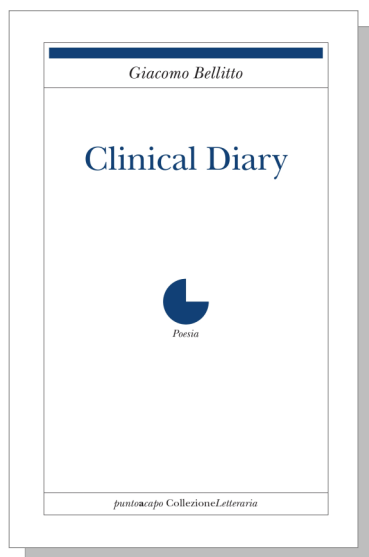 Giacomo Bellitto
Clinical Diary
Poesia
puntoacapo CollezioneLetteraria